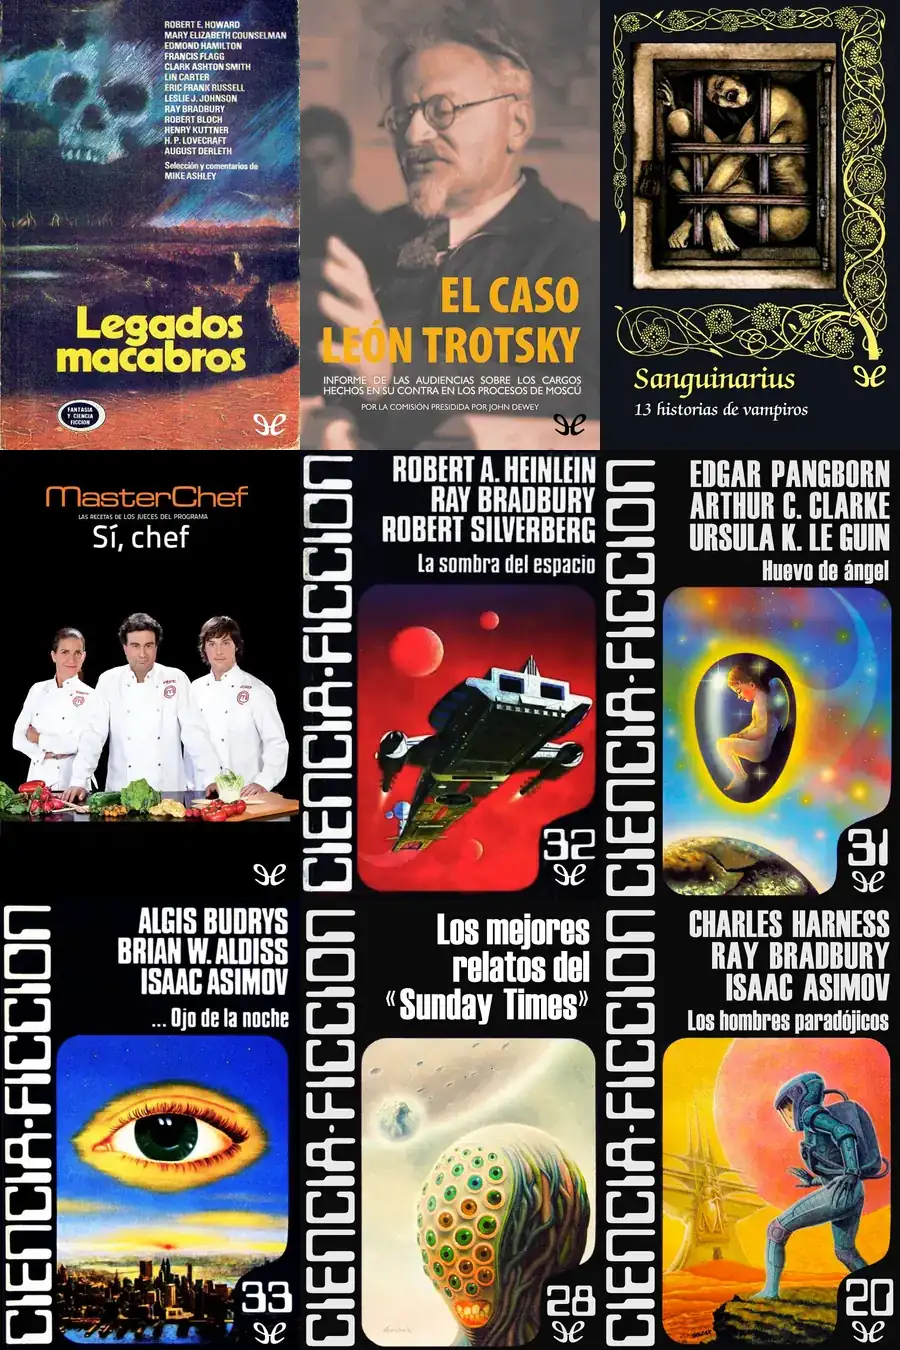 ROBERT E. HOWARD
MARY ELIZABETH COUNSELMAN
EDMOND HAMILTON
FRANCIS FLAGG
CLARK ASHTON SMITH
LIN CARTER
ERIC FRANK RUSSELL
LESLIE J. JOHNSON
RAY BRADBURY
ROBERT BLOCH
HENRY KUTTNER
H. P. LOVECRAFT
AUGUST DERLETH
Selección y comentarios de
MIKE ASHLEY
Legados
macabros
FANTASIA
Y CIENCIA
FICCION
EL CASO
LEÓN TROTSKY
INFORME DE LAS AUDIENCIAS SOBRE LOS CARGOS
HECHOS EN SU CONTRA EN LOS PROCESOS DE MOSCÚ
POR LA COMISIÓN PRESIDIDA POR JOHN DEWEY
Sanguinarius
13 historias de vampiros
MasterChef
LAS RECETAS DE LOS JUECES DEL PROGRAMA
Sí, chef
CIENCIA-FICCION
ROBERT A. HEINLEIN
RAY BRADBURY
ROBERT SILVERBERG
La sombra del espacio
32
CIENCIA-FICCION
EDGAR PANGBORN
ARTHUR C. CLARKE
URSULA K. LE GUIN
Huevo de ángel
31
CIENCIA-FICCION
ALGIS BUDRYS
BRIAN W. ALDISS
ISAAC ASIMOV
... Ojo de la noche
33
CIENCIA-FICCION
Los mejores
relatos del
«Sunday Times»
28
CIENCIA-FICCION
CHARLES HARNESS
RAY BRADBURY
ISAAC ASIMOV
Los hombres paradójicos
20